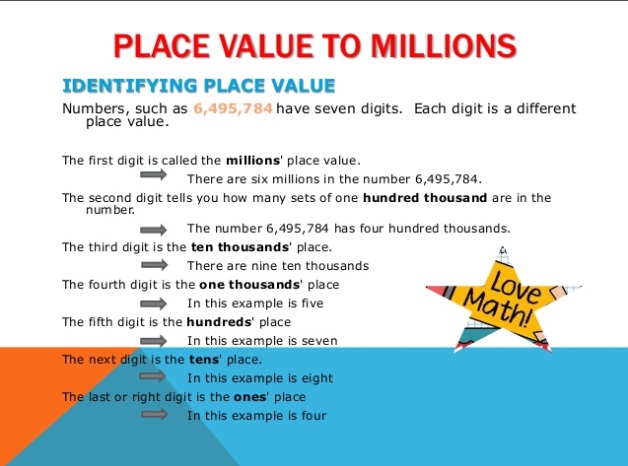 PLACE VALUE TO MILLIONS
IDENTIFYING PLACE VALUE
Numbers, such as 6,495,784 have seven digits. Each digit is a different
place value.
The first digit is called the millions' place value.
There are six millions in the number 6,495,784.
The second digit tells you how many sets of one hundred thousand are in the
number.
The number 6,495,784 has four hundred thousands.
The third digit is the ten thousands' place.
There are nine ten thousands
The fourth digit is the one thousands' place
In this example is five
The fifth digit is the hundreds' place
In this example is seven
The next digit is the tens' place.
In this example is eight
The last or right digit is the ones' place
In this example is four
Love
Math!